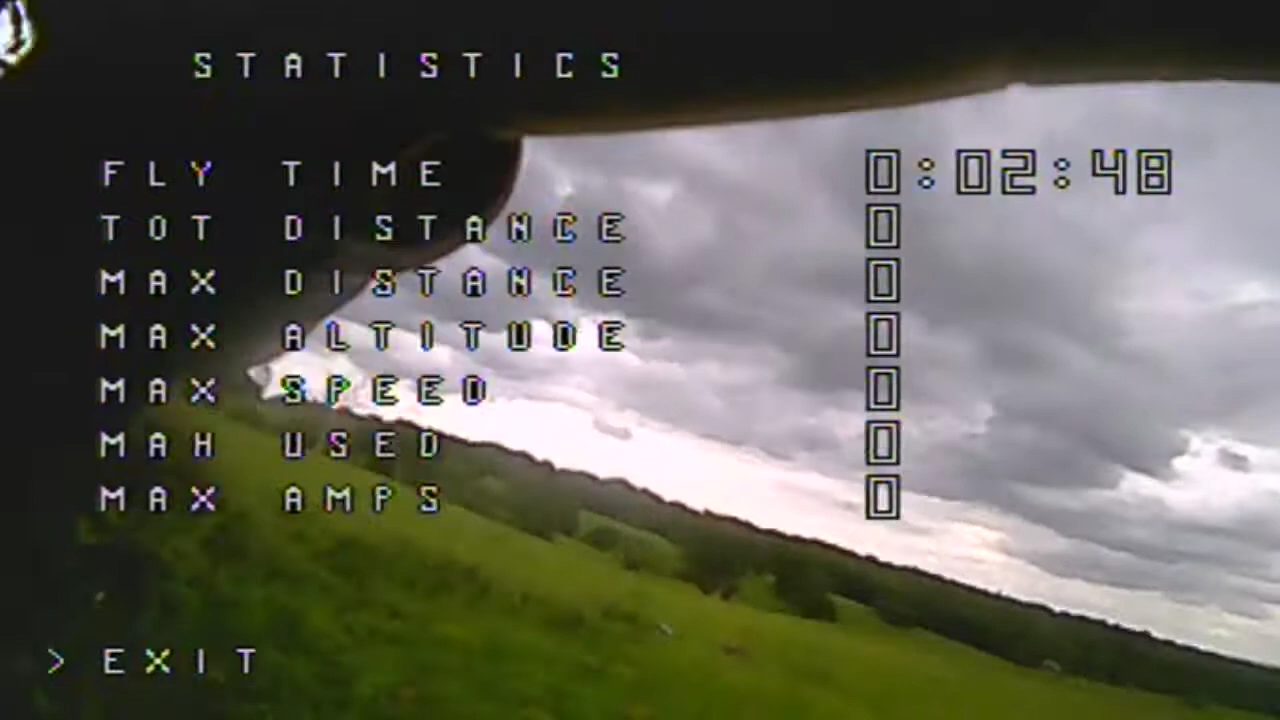 STATISTICS
FLY TIME 0:02:48
TOT DISTANCE 0
MAX DISTANCE 0
MAX ALTITUDE 0
MAX SPEED 0
MAH USED 0
MAX AMPS 0
> EXIT